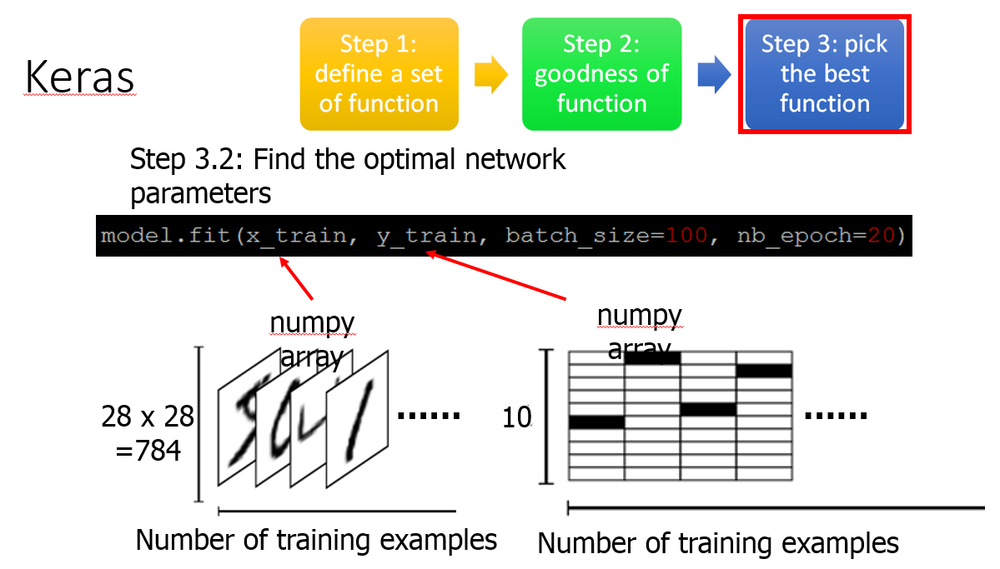 Keras
Step 1:
define a set
of function
Step 2:
goodness of
function
Step 3: pick
the best
function
Step 3.2: Find the optimal network
parameters
model.fit(x_train, y_train, batch_size=100, nb_epoch=20)
numpy
array
numpy
array
28 x 28
=784
......
10
......
Number of training examples
Number of training examples